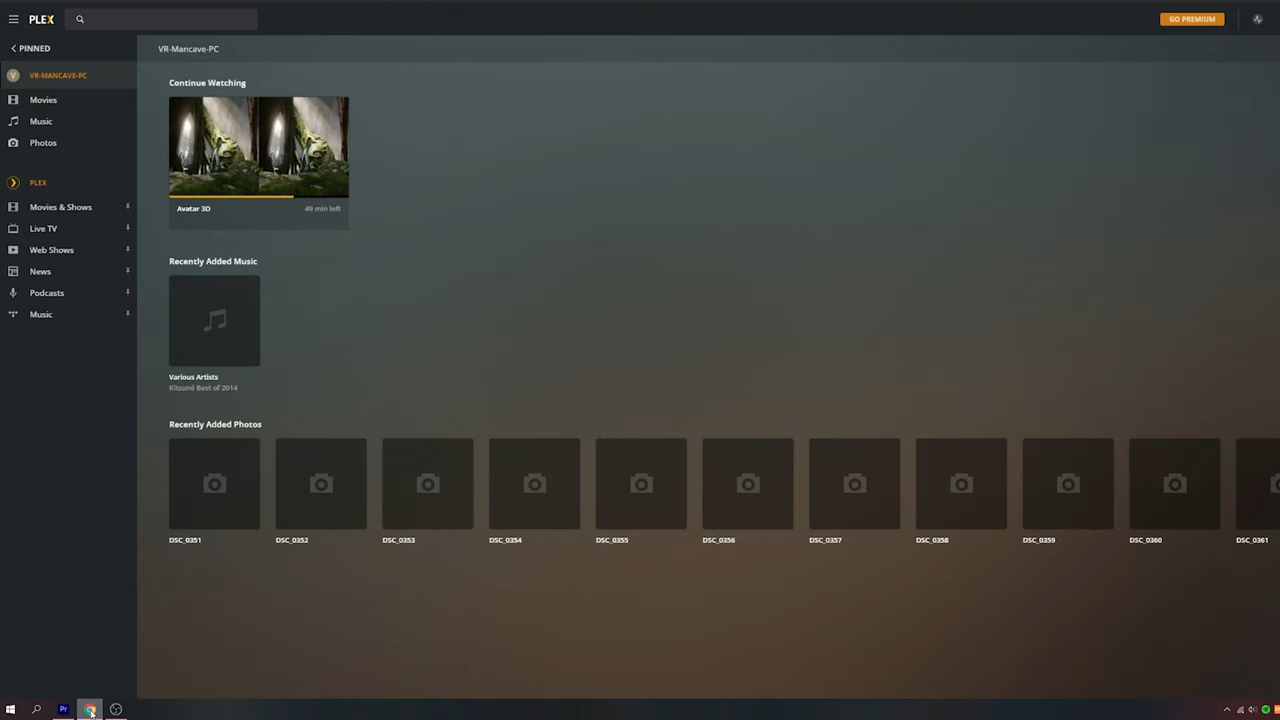 PLEX
GO PREMIUM
PINNED
VR-Mancave-PC
VR-MANCAVE-PC
Movies
Music
Photos
PLEX
Movies & Shows
Live TV
Web Shows
News
Podcasts
Music
Continue Watching
Avatar 3D
49 min left
Recently Added Music
Various Artists
Kitsuné Best of 2014
Recently Added Photos
DSC_0351
DSC_0352
DSC_0353
DSC_0354
DSC_0355
DSC_0356
DSC_0357
DSC_0358
DSC_0359
DSC_0360
DSC_0361
Pr